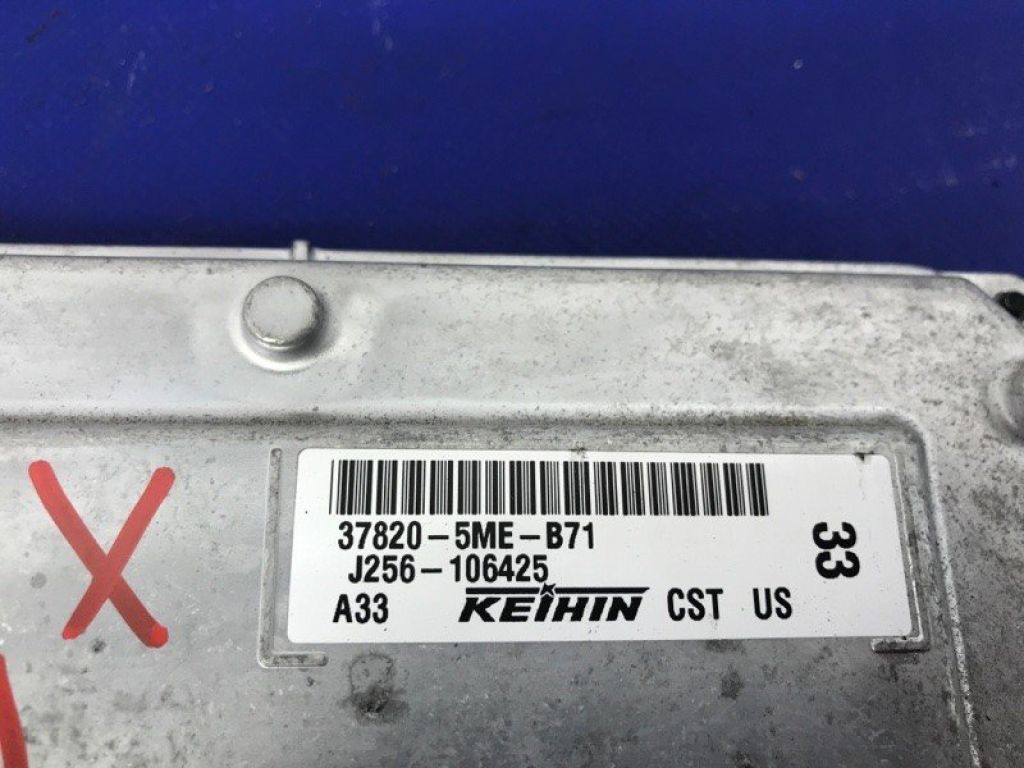 37820-5ME-B71
J256-106425
A33 KEIHIN CST US
33
X